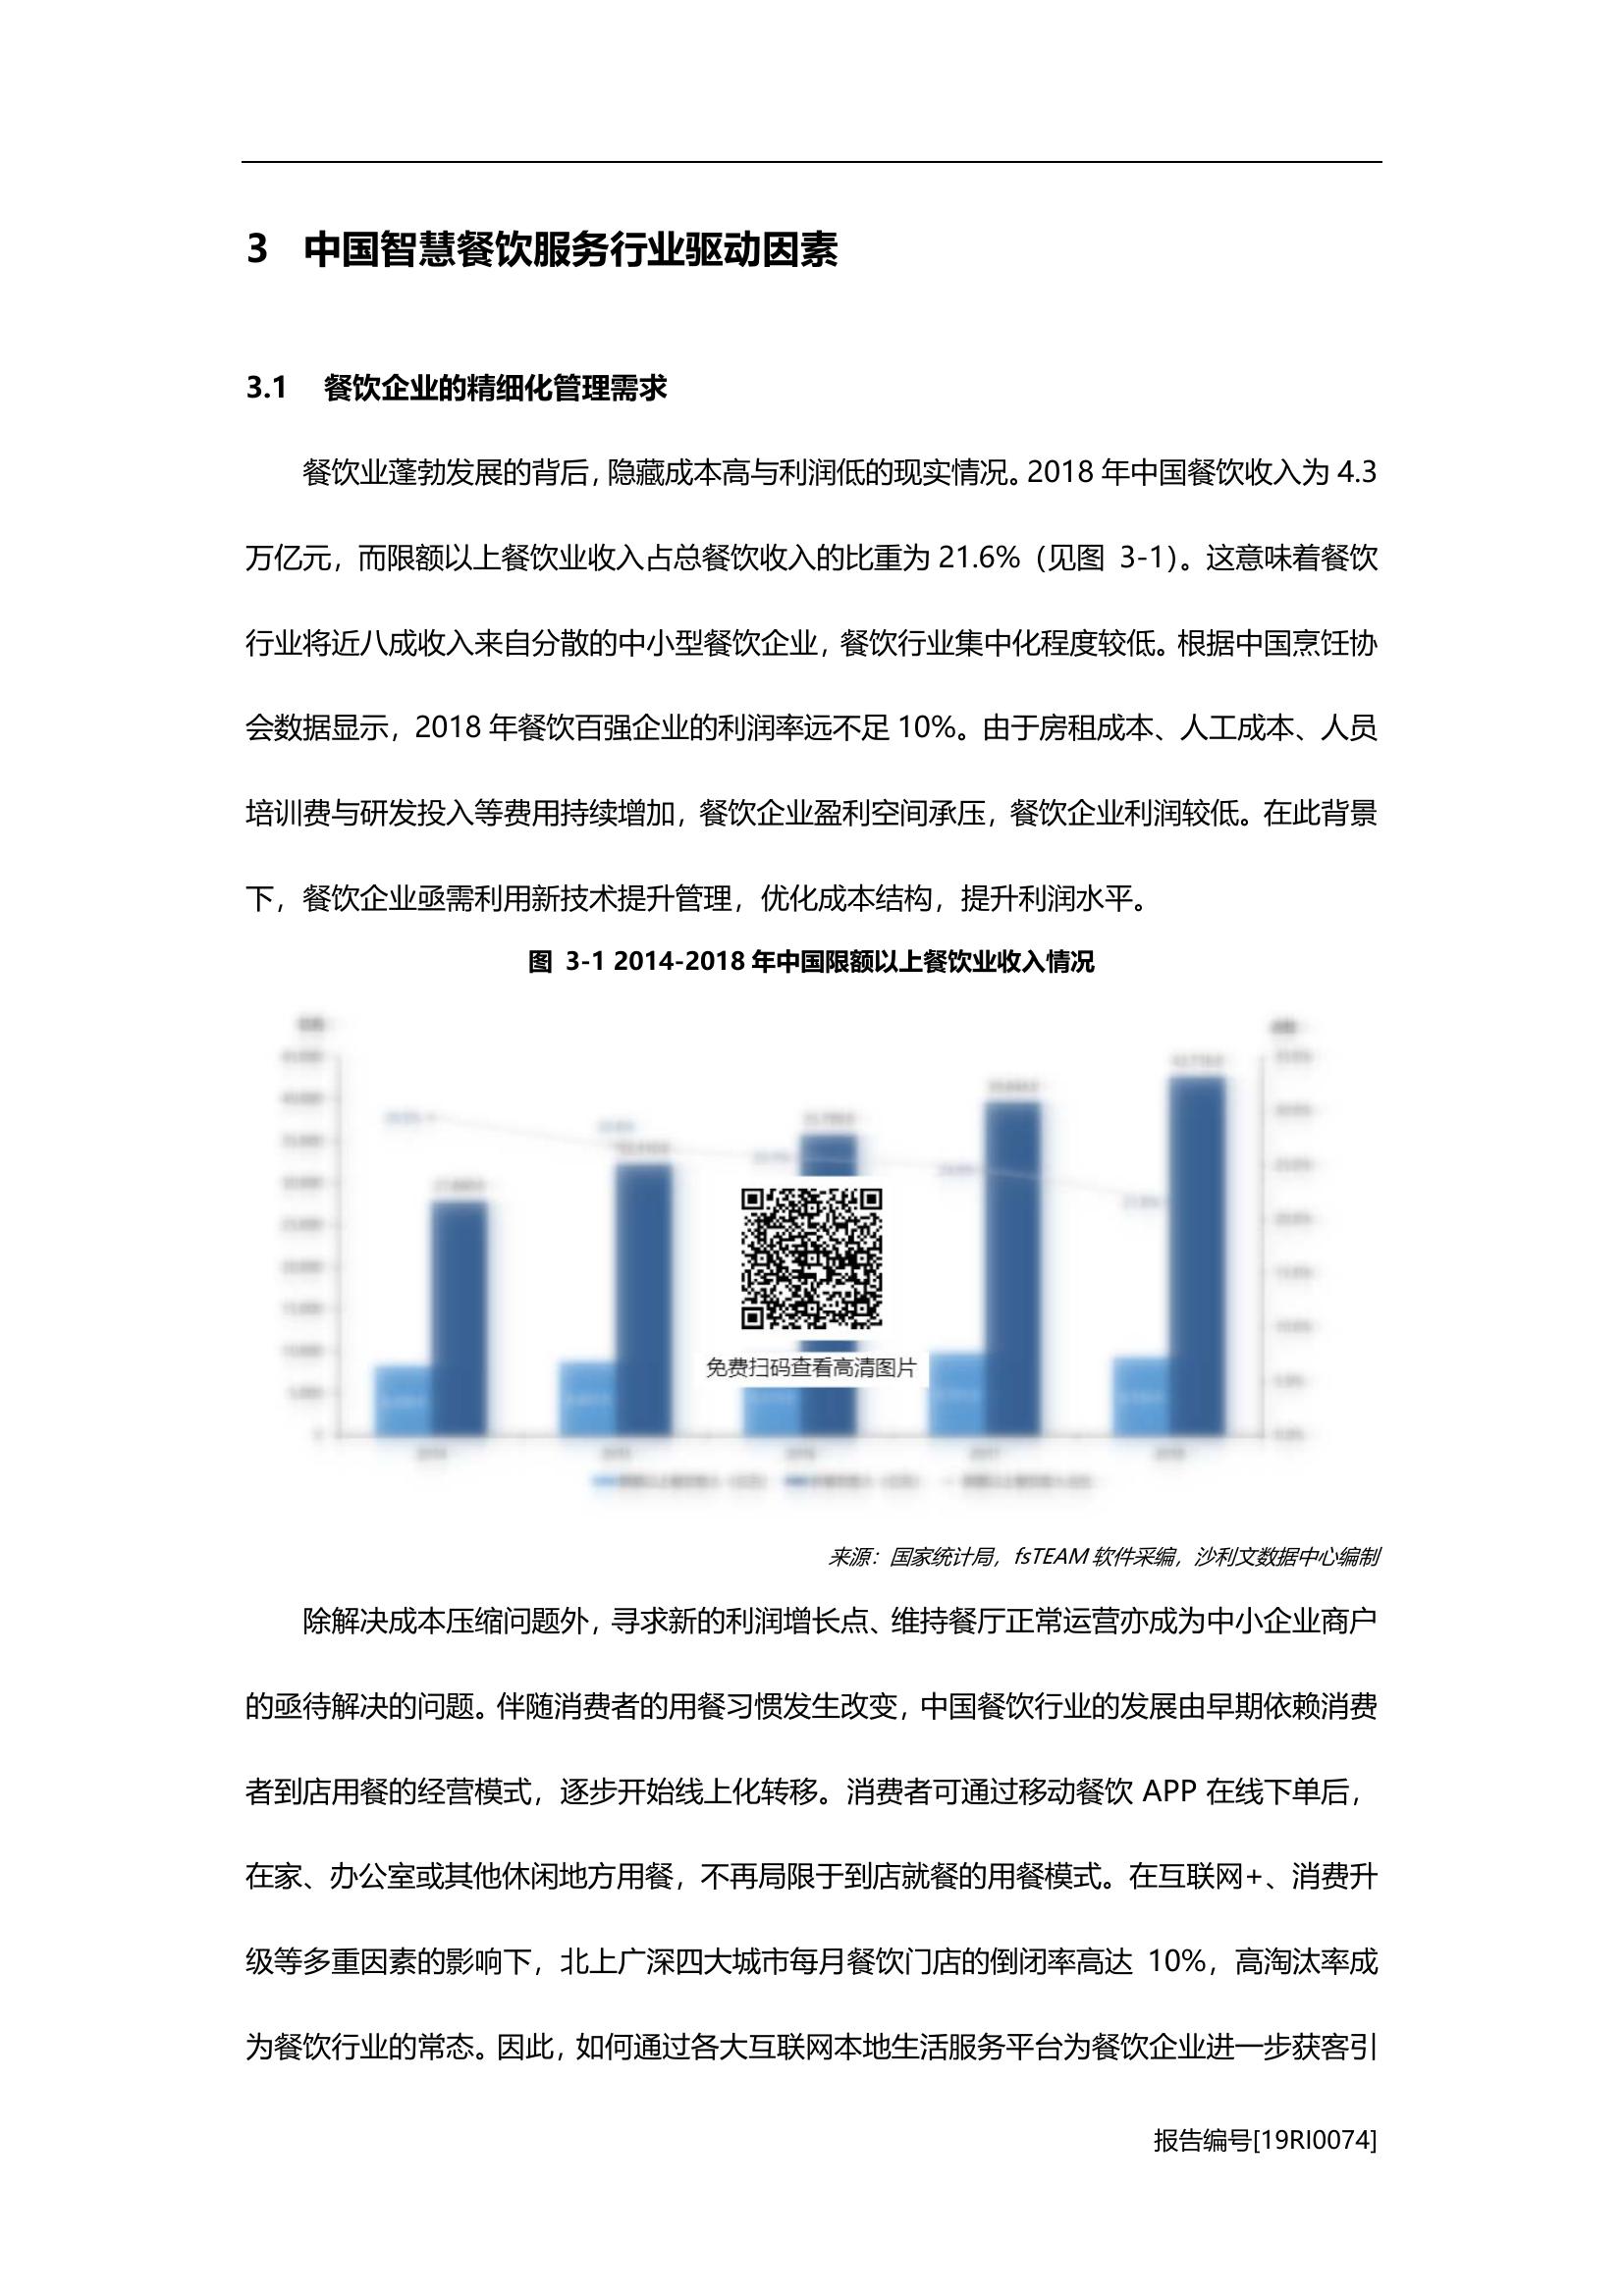 3 中国智慧餐饮服务行业驱动因素
3.1 餐饮企业的精细化管理需求
餐饮业蓬勃发展的背后，隐藏成本高与利润低的现实情况。2018 年中国餐饮收入为 4.3
万亿元，而限额以上餐饮业收入占总餐饮收入的比重为 21.6%（见图 3-1）。这意味着餐饮
行业将近八成收入来自分散的中小型餐饮企业，餐饮行业集中化程度较低。根据中国烹饪协
会数据显示，2018 年餐饮百强企业的利润率远不足 10%。由于房租成本、人工成本、人员
培训费与研发投入等费用持续增加，餐饮企业盈利空间承压，餐饮企业利润较低。在此背景
下，餐饮企业亟需利用新技术提升管理，优化成本结构，提升利润水平。
图 3-1 2014-2018 年中国限额以上餐饮业收入情况
免费扫码查看高清图片
来源：国家统计局，fsTEAM 软件采编，沙利文数据中心编制
除解决成本压缩问题外，寻求新的利润增长点、维持餐厅正常运营亦成为中小企业商户
的亟待解决的问题。伴随消费者的用餐习惯发生改变，中国餐饮行业的发展由早期依赖消费
者到店用餐的经营模式，逐步开始线上化转移。消费者可通过移动餐饮 APP 在线下单后，
在家、办公室或其他休闲地方用餐，不再局限于到店就餐的用餐模式。在互联网+、消费升
级等多重因素的影响下，北上广深四大城市每月餐饮门店的倒闭率高达 10%，高淘汰率成
为餐饮行业的常态。因此，如何通过各大互联网本地生活服务平台为餐饮企业进一步获客引
报告编号[19RI0074]